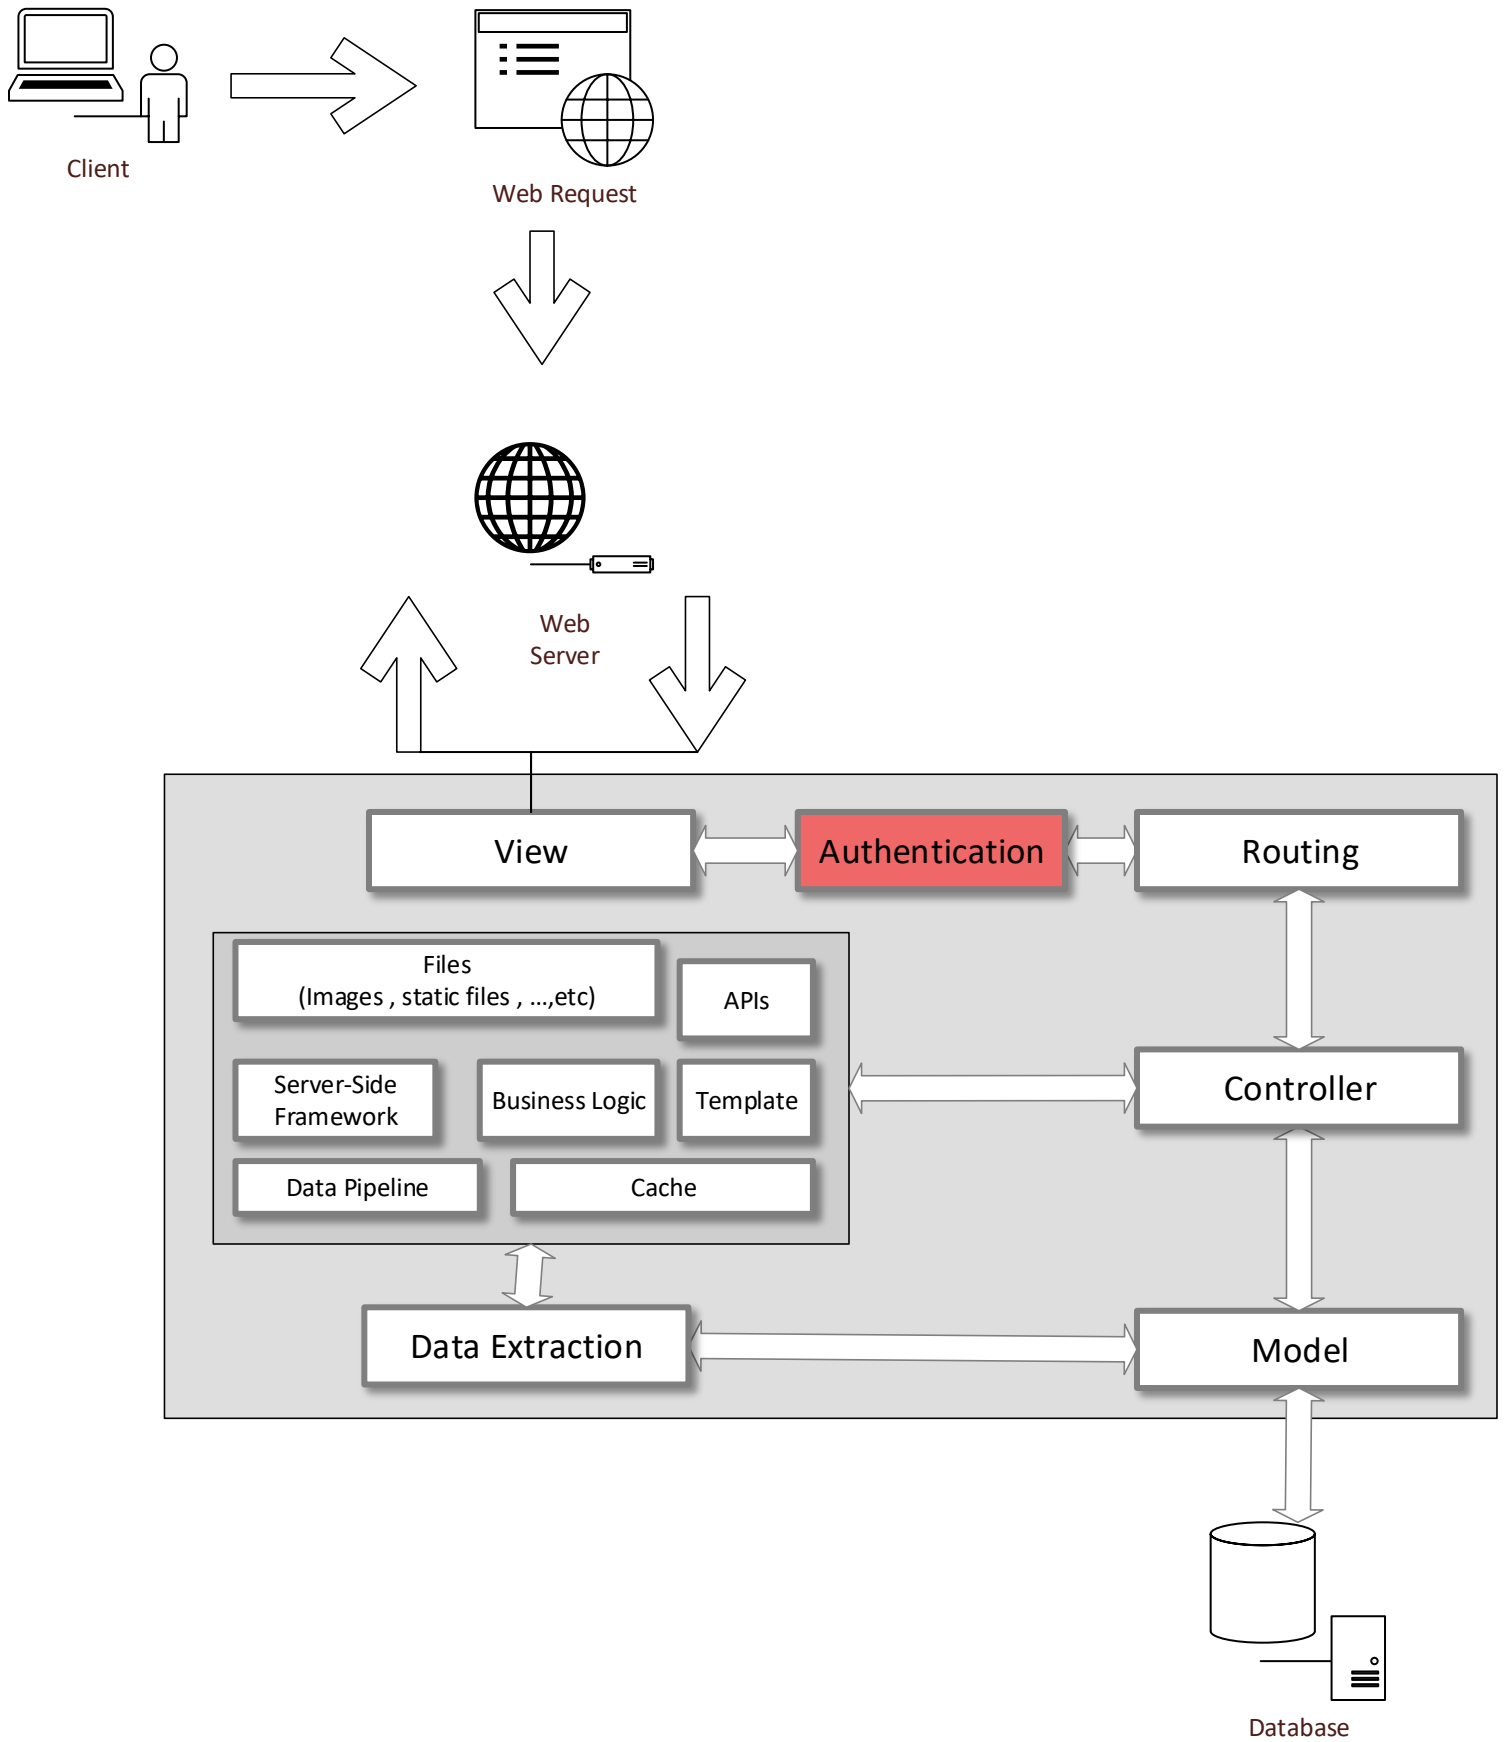 Client
Web Request
Web
Server
View
Authentication
Routing
Files
(Images , static files , ...,etc)
APIs
Server-Side
Framework
Business Logic
Template
Controller
Data Pipeline
Cache
Data Extraction
Model
Database